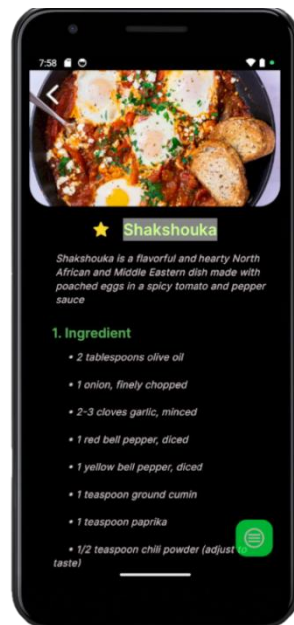 7:58
Shakshouka
Shakshouka is a flavorful and hearty North
African and Middle Eastern dish made with
poached eggs in a spicy tomato and pepper
sauce
1. Ingredient
• 2 tablespoons olive oil
• 1 onion, finely chopped
• 2-3 cloves garlic, minced
• 1 red bell pepper, diced
• 1 yellow bell pepper, diced
• 1 teaspoon ground cumin
• 1 teaspoon paprika
• 1/2 teaspoon chili powder (adjust to
taste)